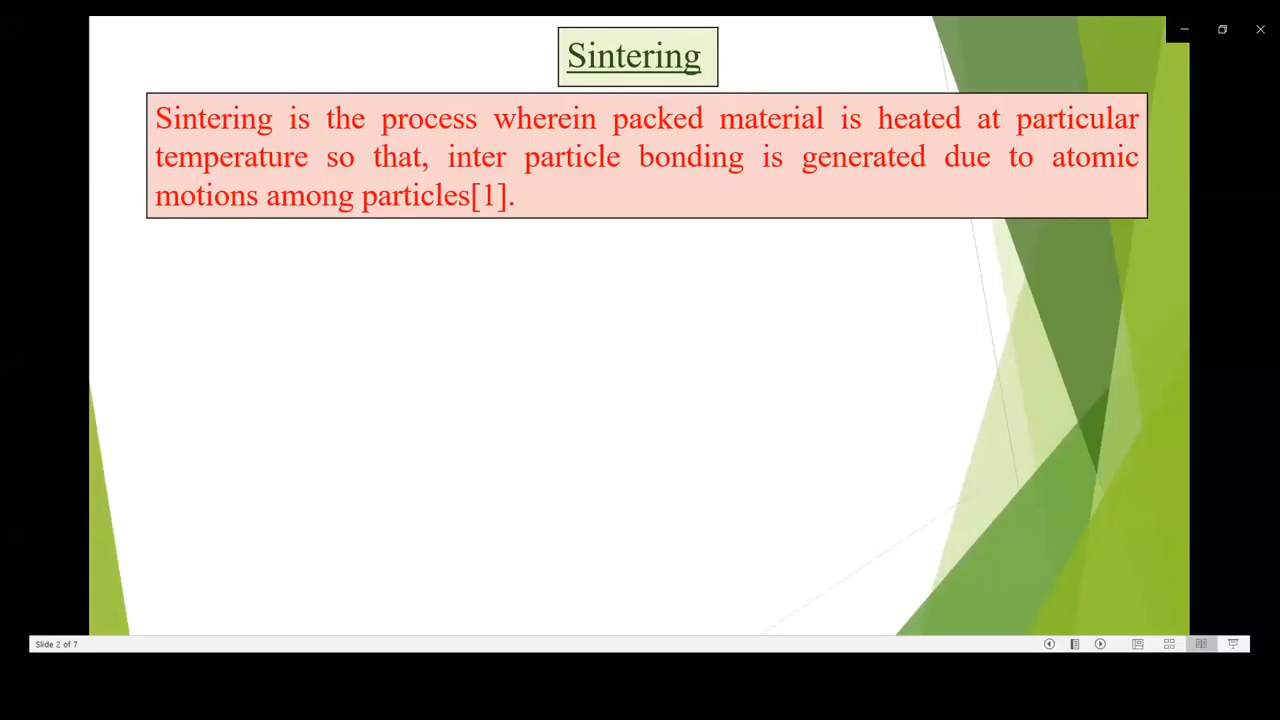 Sintering
Sintering is the process wherein packed material is heated at particular
temperature so that, inter particle bonding is generated due to atomic
motions among particles[1].
Slide 2 of 7